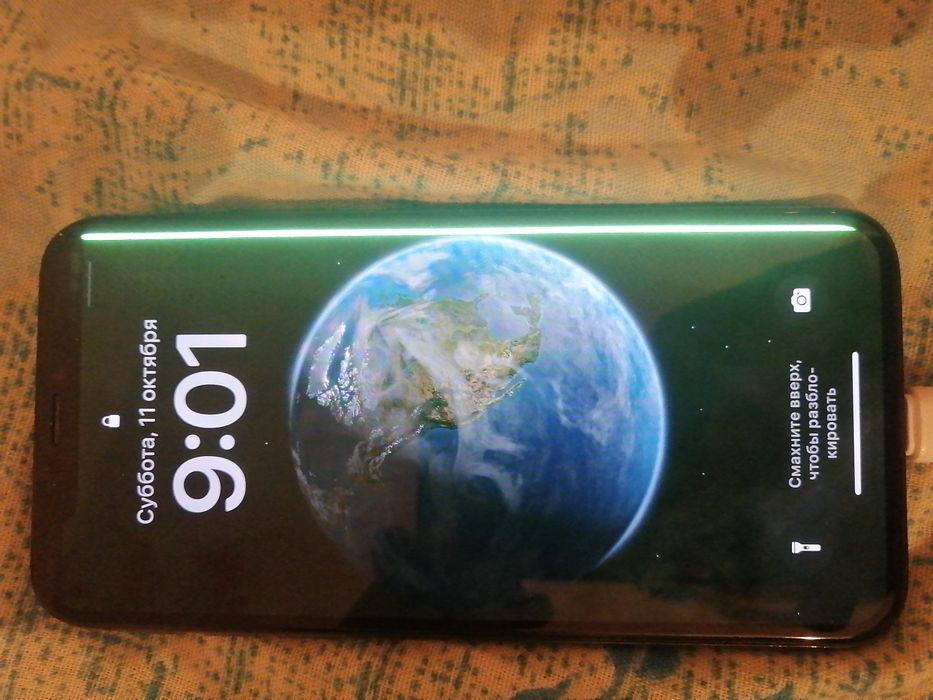 Суббота, 11 октября
9:01
Смахните вверх,
чтобы разбло-
кировать